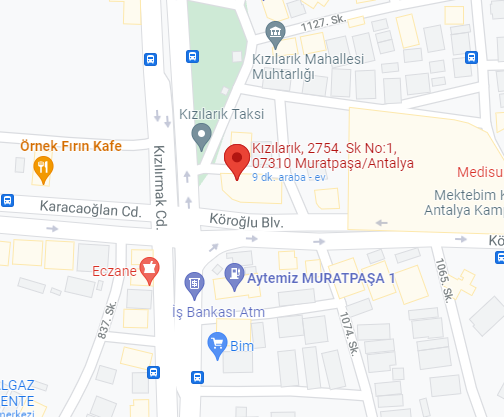 1127. Sk.
Kızılarık Mahallesi
Muhtarlığı
Kızılarık Taksi
Örnek Fırın Kafe
Kızılarık, 2754. Sk No:1,
07310 Muratpaşa/Antalya
9 dk. araba - ev
Medisu
Mektebim K
Antalya Kamp
Kızılırmak Cd.
Karacaoğlan Cd.
Köroğlu Blv.
Kö
Eczane
Aytemiz MURATPAŞA 1
İş Bankası Atm
1065. Sk.
837. Sk.
1074. Sk.
Bim
LGAZ
ENTE
merkezi